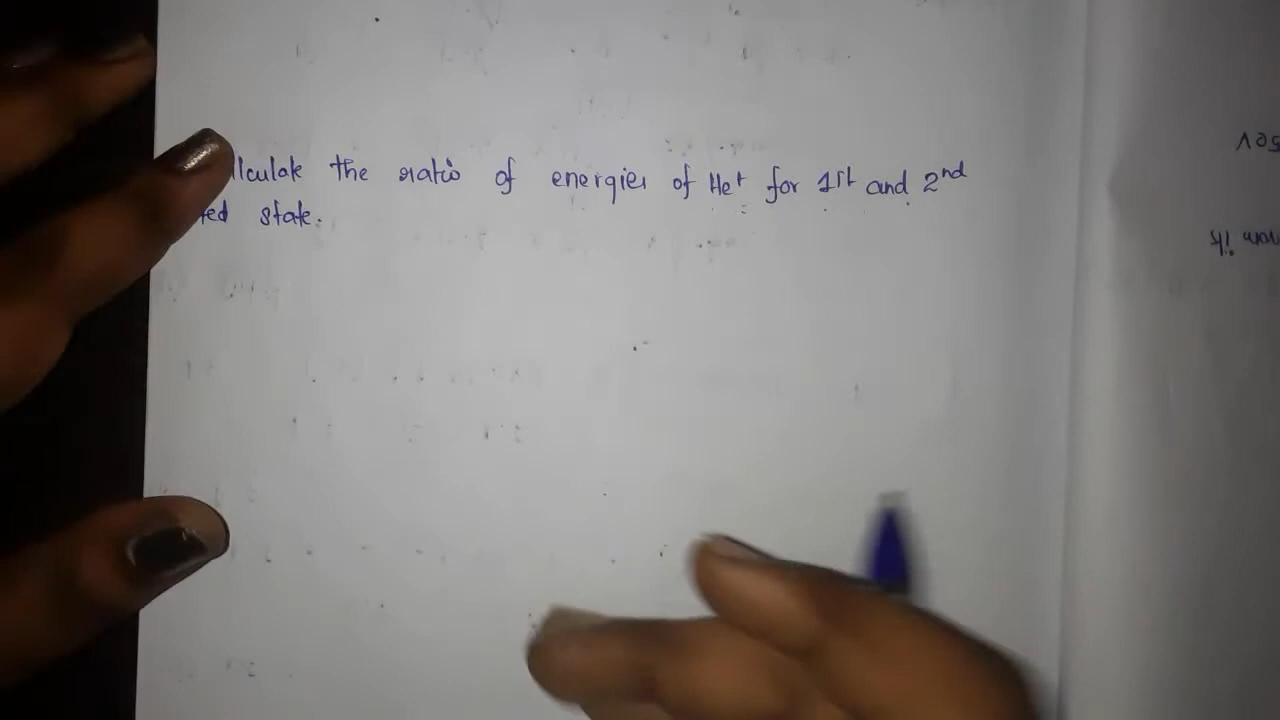 lculate the ratio of energies of He+ for 1st and 2nd
ted state.